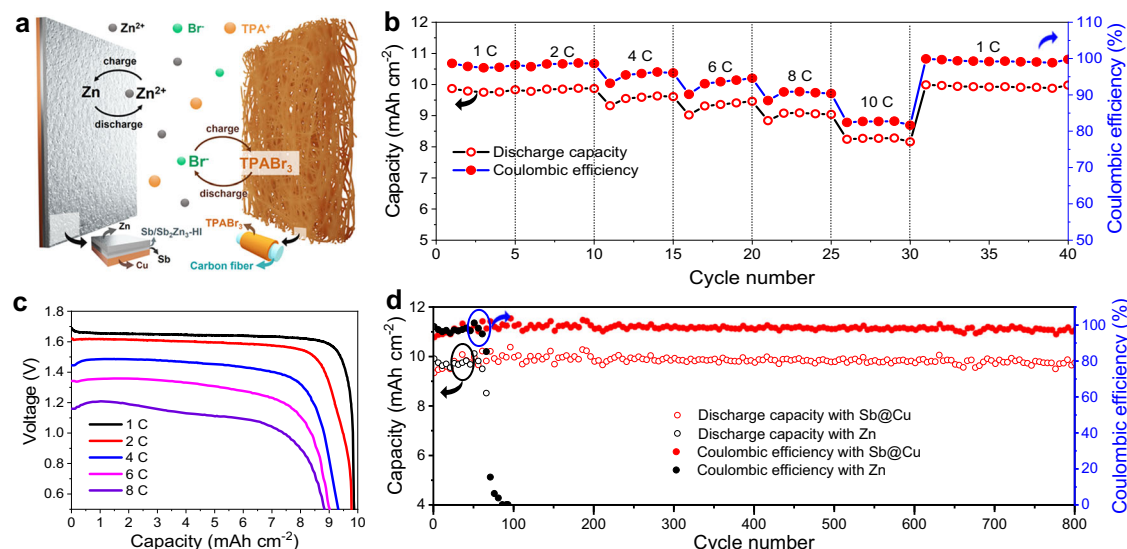 a
Zn²⁺ Br⁻ TPA⁺
charge
Zn Zn²⁺
discharge
charge
Br⁻ TPABr₃
discharge
Zn
Sb/Sb₂Zn₃-HI
Sb
Cu
TPABr₃
Carbon fiber
b
12
11
10
9
8
7
6
5
Capacity (mAh cm⁻²)
1 C 2 C 4 C 6 C 8 C 10 C 1 C
Discharge capacity
Coulombic efficiency
0 5 10 15 20 25 30 35 40
Cycle number
110
100
90
80
70
60
50
Coulombic efficiency (%)
c
1.8
1.6
1.4
1.2
1.0
0.8
0.6
Voltage (V)
1 C
2 C
4 C
6 C
8 C
0 1 2 3 4 5 6 7 8 9 10
Capacity (mAh cm⁻²)
d
12
10
8
6
4
Capacity (mAh cm⁻²)
Discharge capacity with Sb@Cu
Discharge capacity with Zn
Coulombic efficiency with Sb@Cu
Coulombic efficiency with Zn
0 50 100 200 300 400 500 600 700 800
Cycle number
100
80
60
40
20
0
Coulombic efficiency (%)